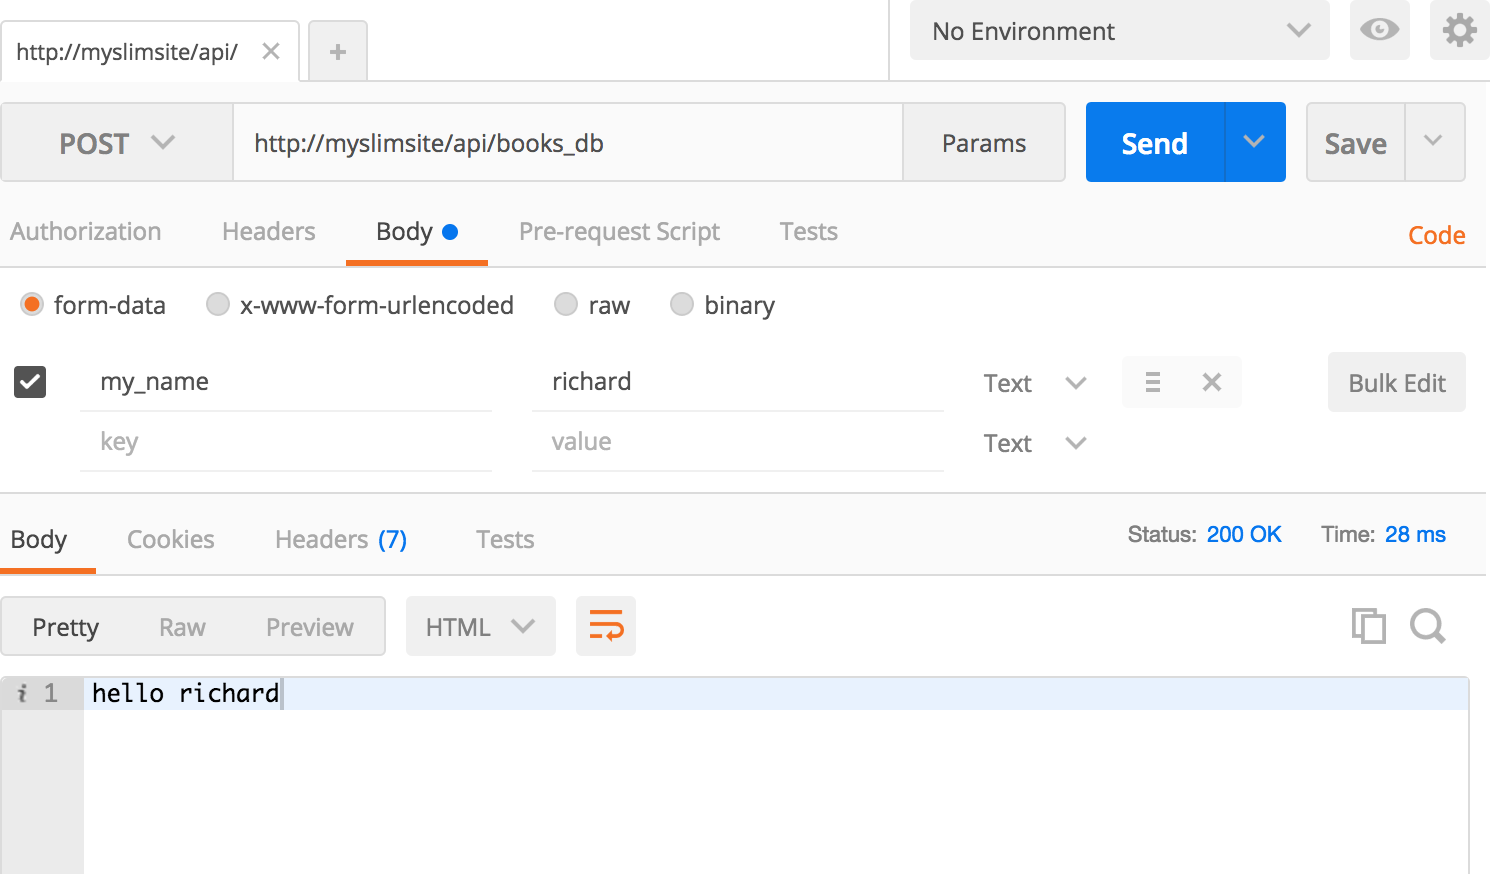 http://myslimsite/api/
No Environment
POST http://myslimsite/api/books_db Params Send Save
Authorization Headers Body Pre-request Script Tests Code
form-data x-www-form-urlencoded raw binary
my_name richard Text Bulk Edit
key value Text
Body Cookies Headers (7) Tests Status: 200 OK Time: 28 ms
Pretty Raw Preview HTML
i 1 hello richard